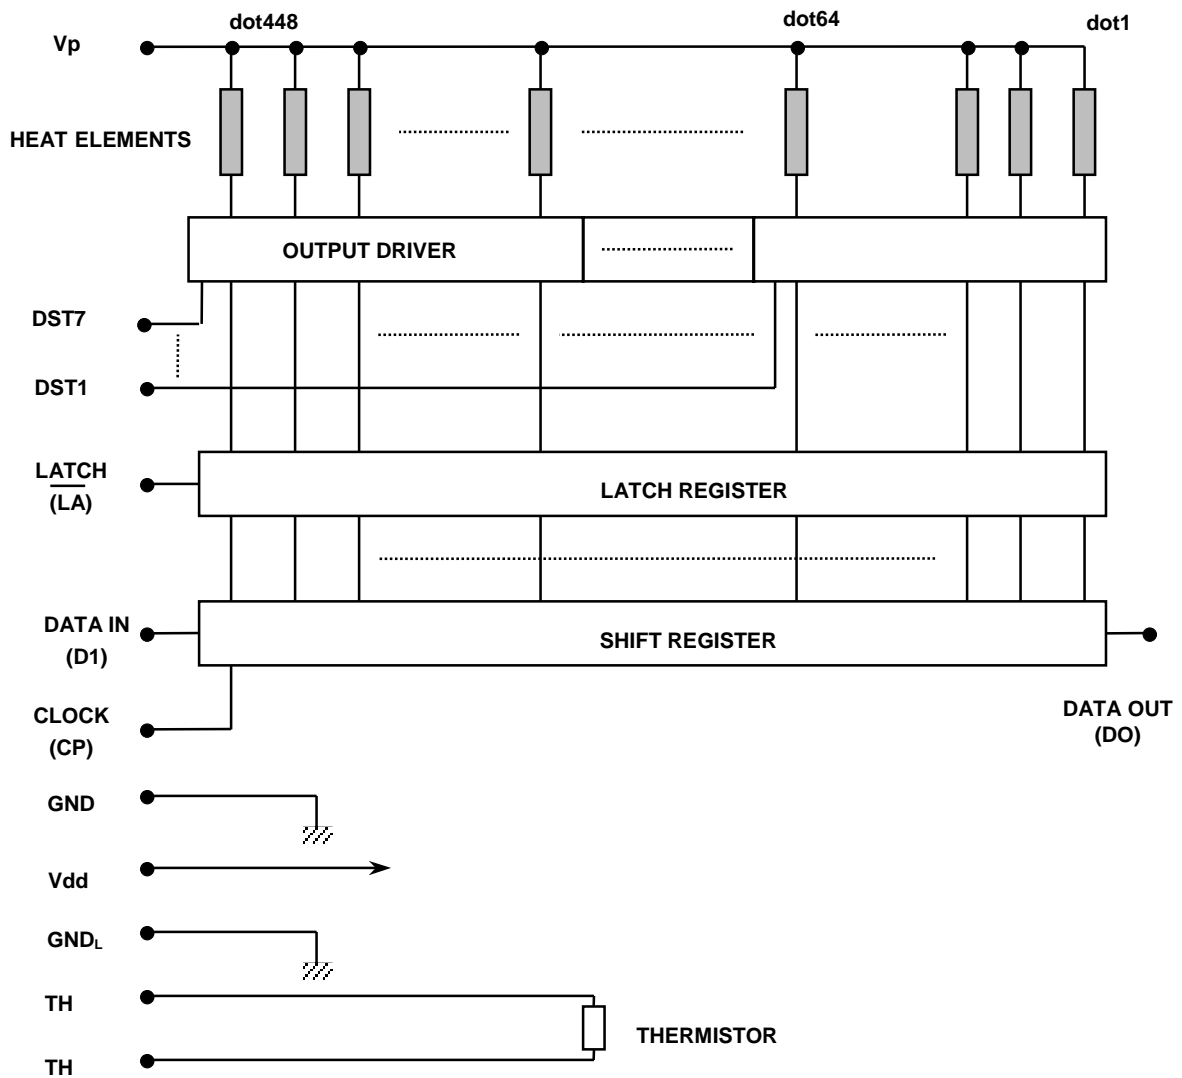 dot448
dot64
dot1
Vp
HEAT ELEMENTS
OUTPUT DRIVER
DST7
DST1
LATCH
(LA)
LATCH REGISTER
DATA IN
(D1)
SHIFT REGISTER
CLOCK
(CP)
DATA OUT
(DO)
GND
Vdd
GNDL
TH
THERMISTOR
TH